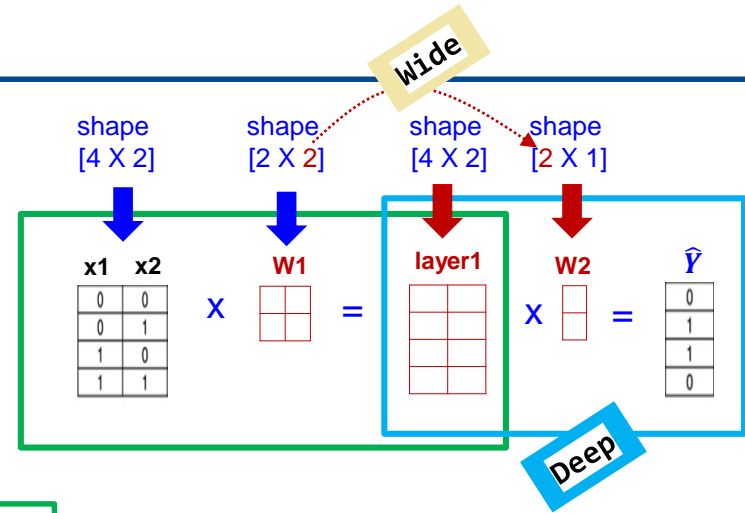 Wide
shape shape shape shape
[4 X 2] [2 X 2] [4 X 2] [2 X 1]
x1 x2 W1 layer1 W2 Ŷ
0 0 0
0 1 X = X = 1
1 0 1
1 1 0
Deep